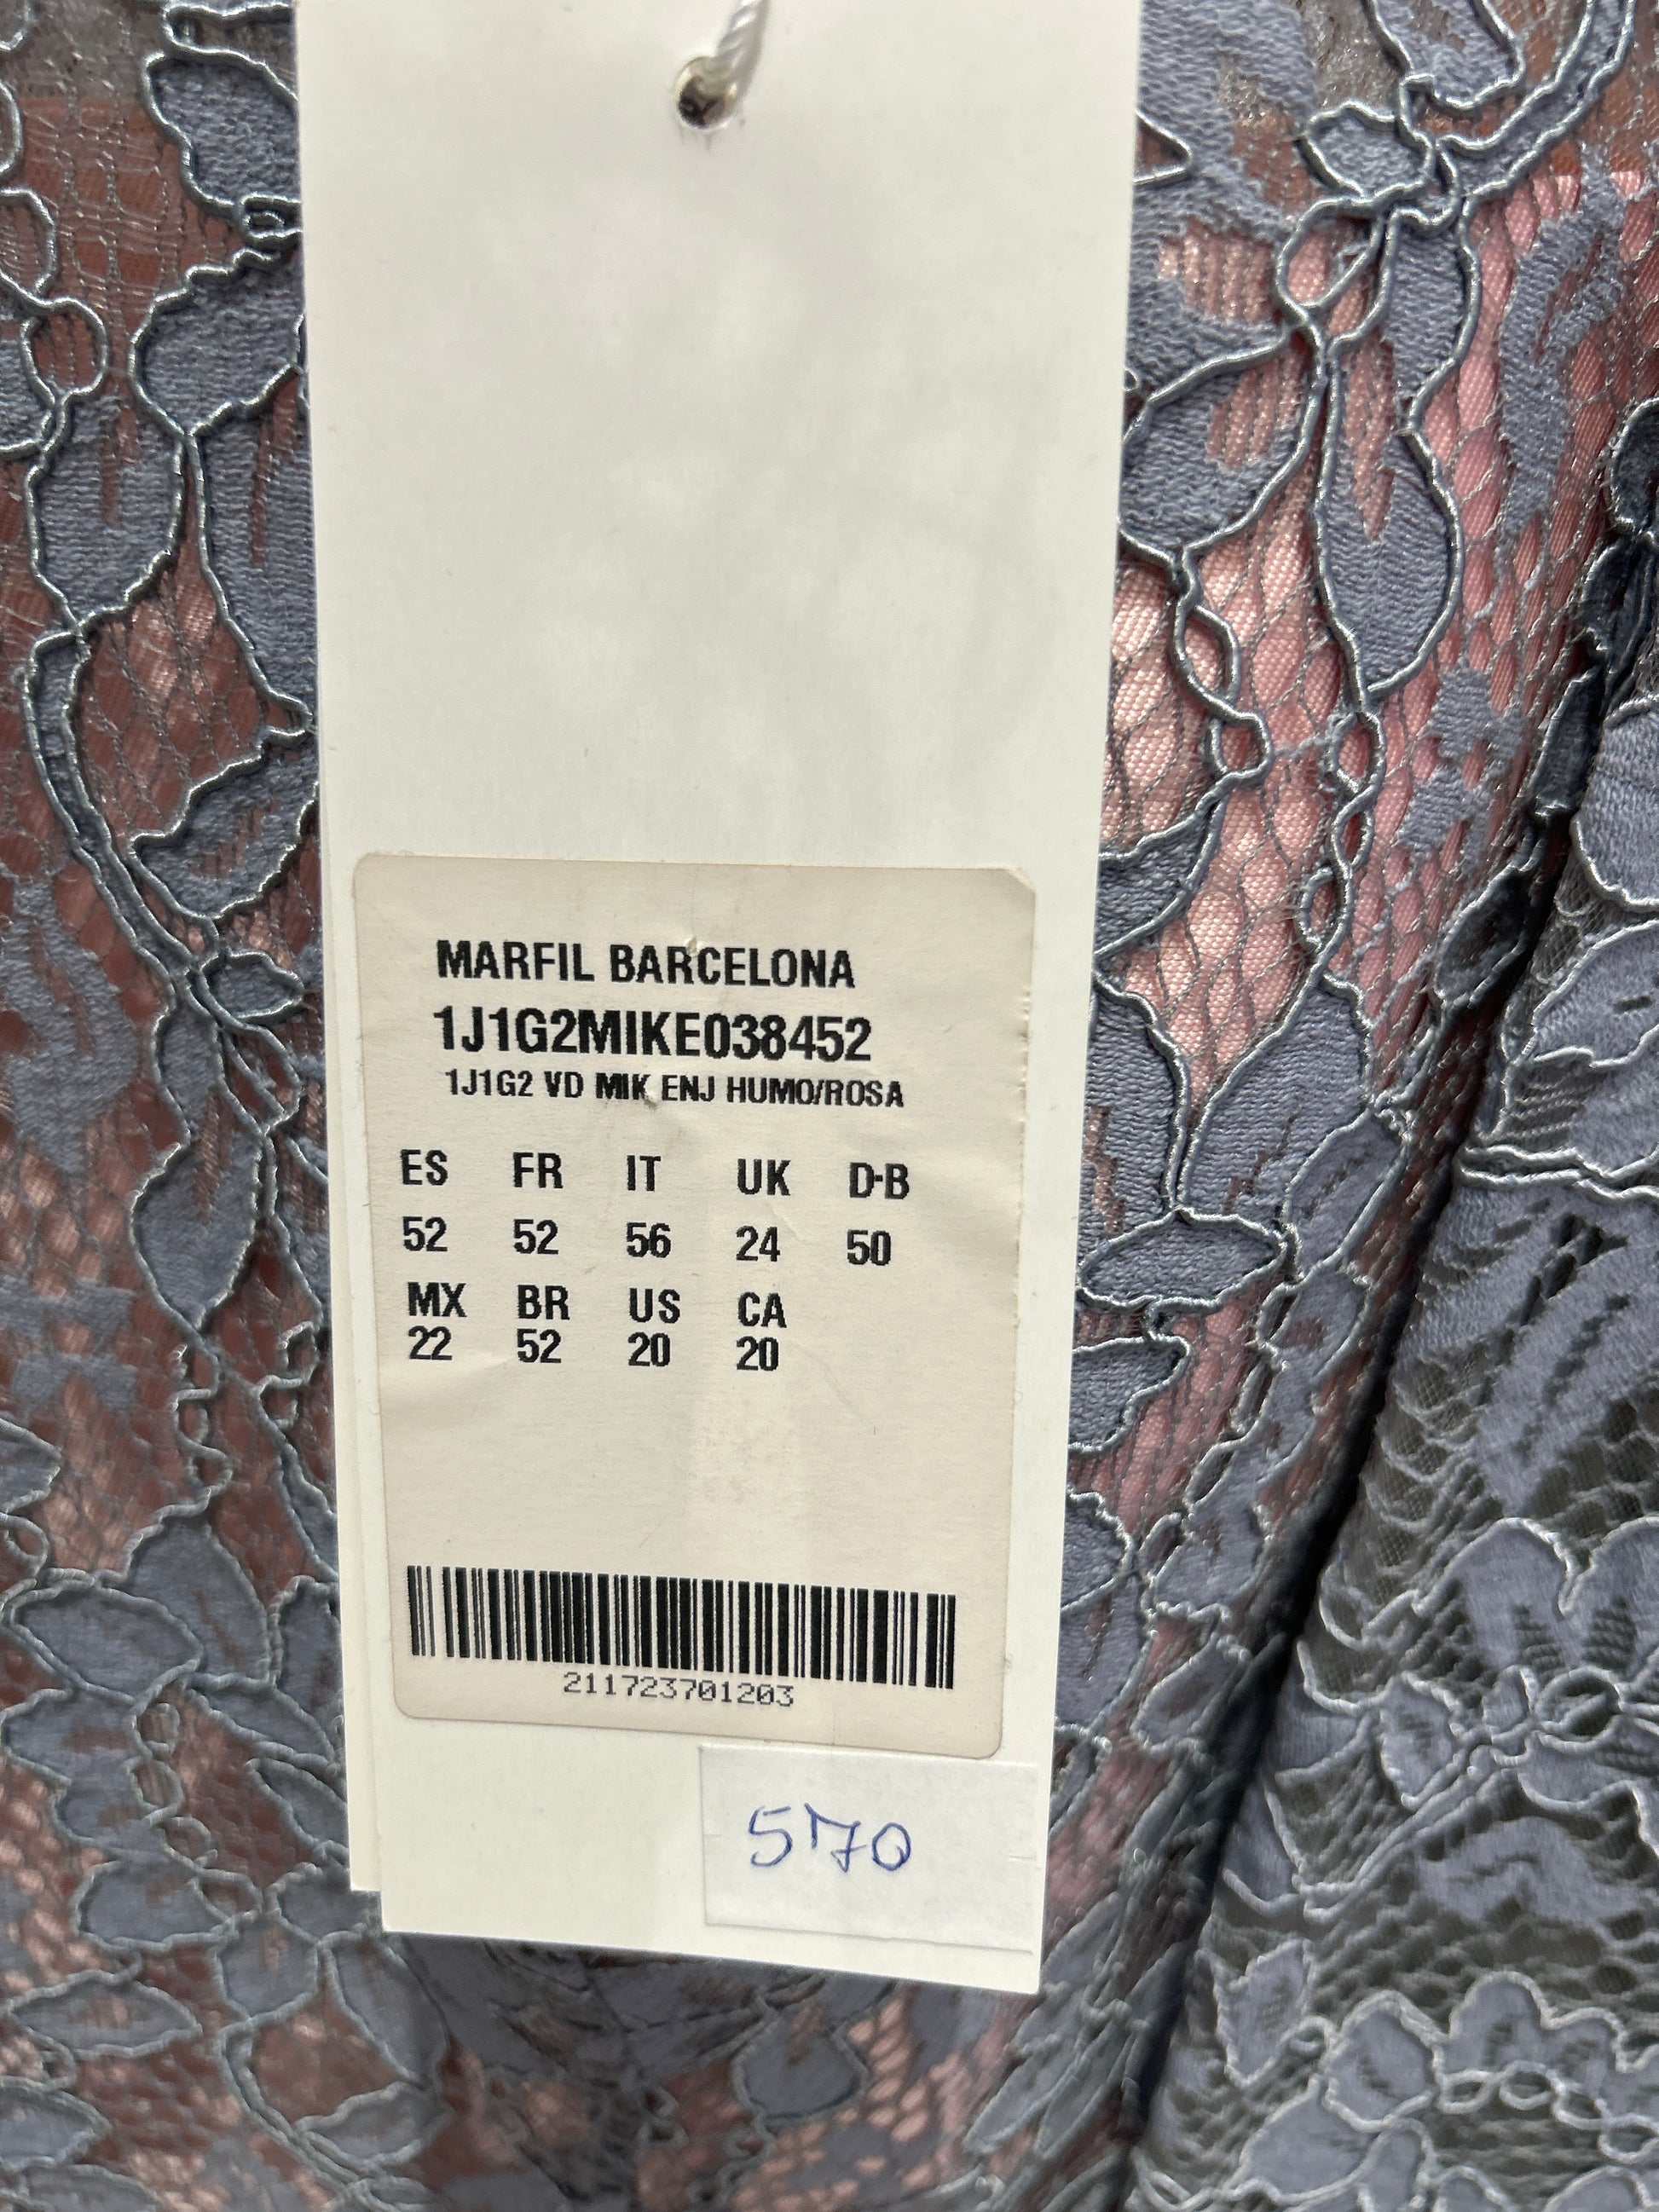 MARFIL BARCELONA
1J1G2MIKE038452
1J1G2 VD MIK ENJ HUMO/ROSA
ES FR IT UK D-B
52 52 56 24 50
MX BR US CA
22 52 20 20
211723701203
570